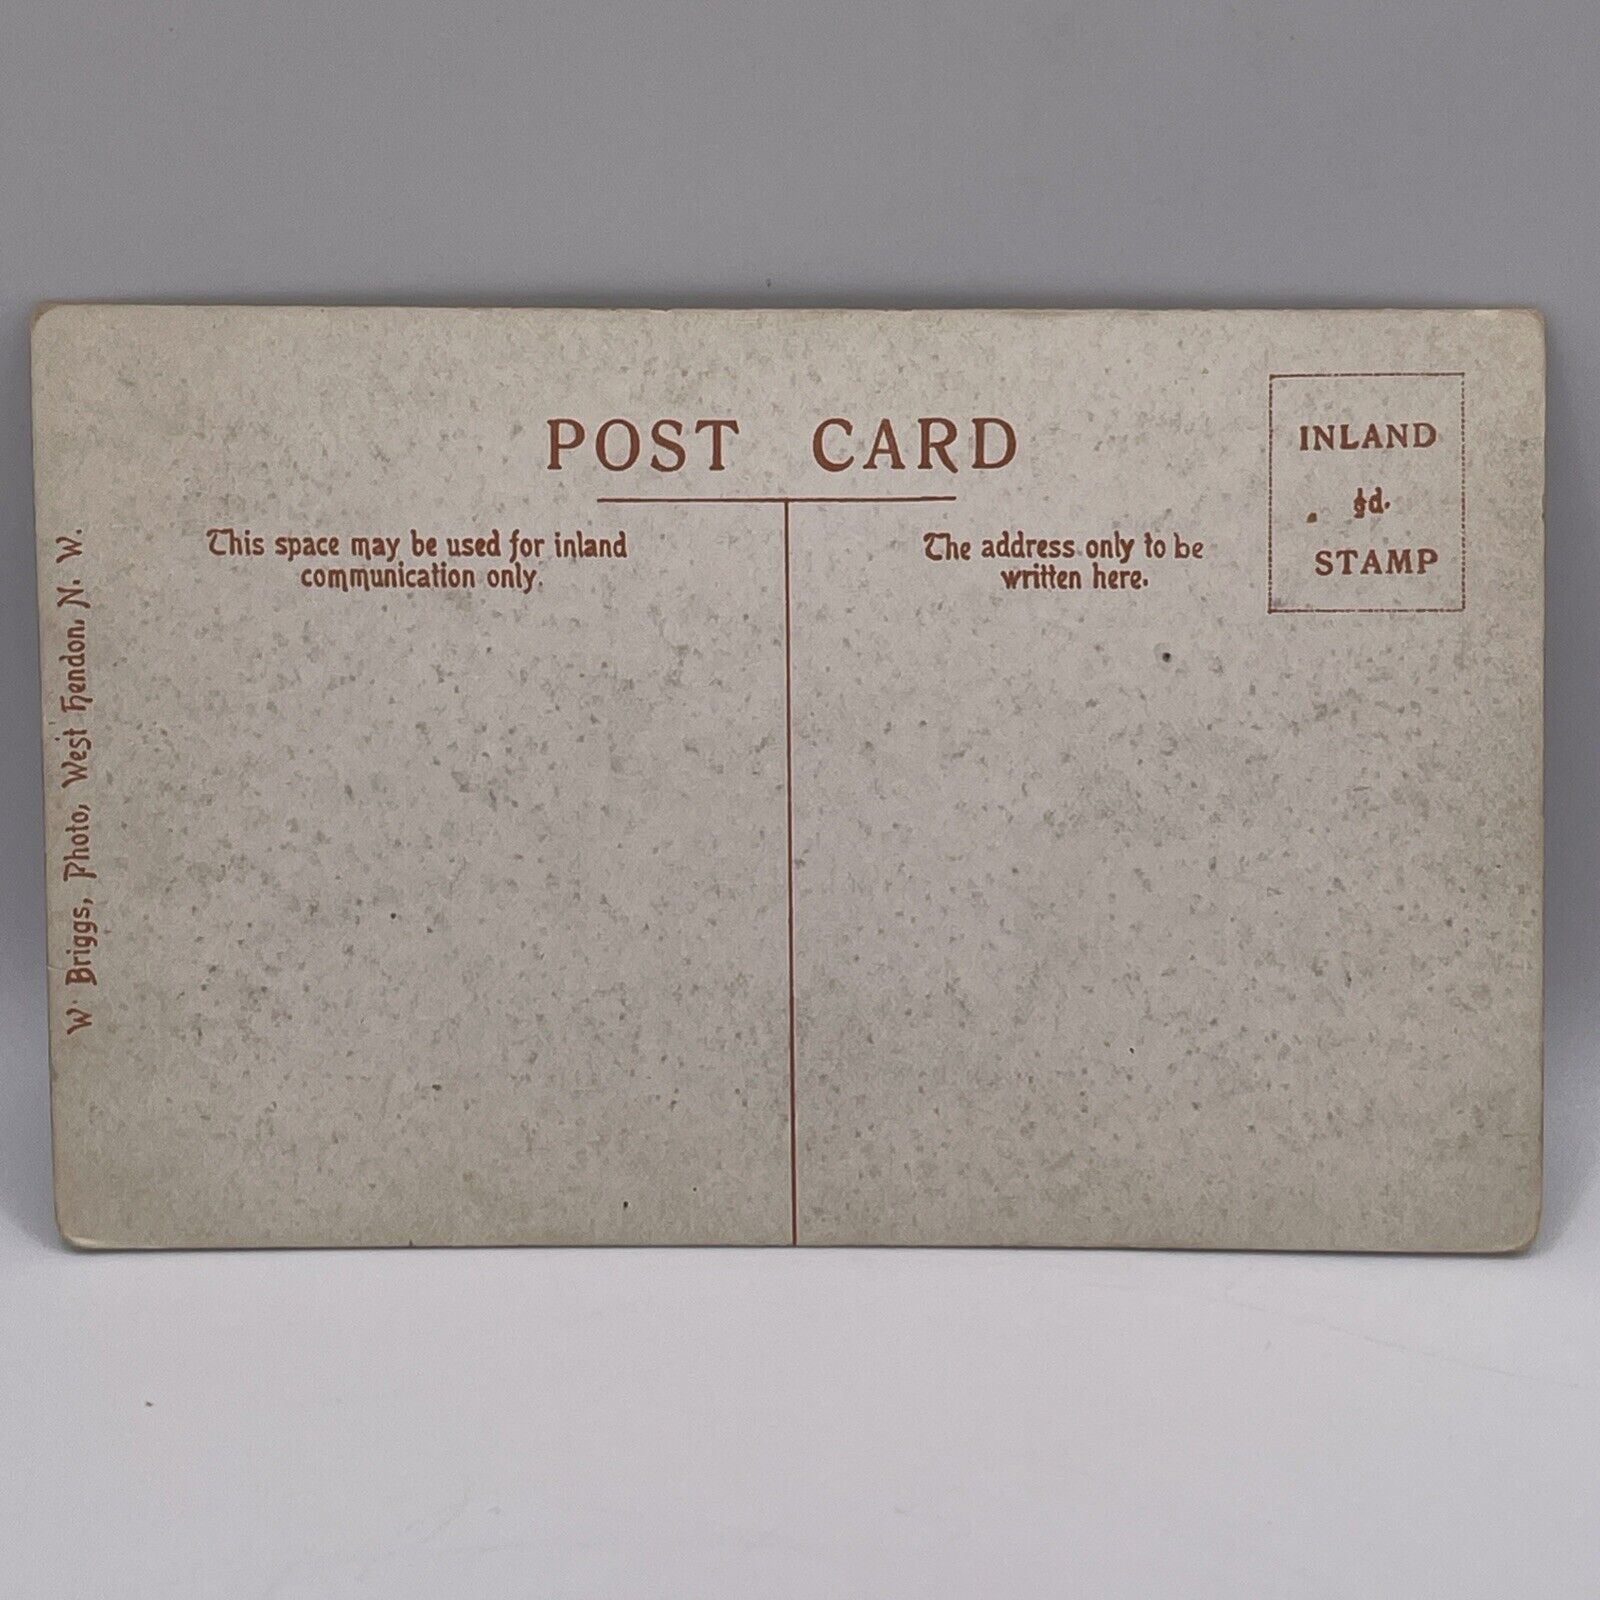 POST CARD
INLAND
½d.
STAMP
This space may be used for inland
communication only.
The address only to be
written here.
W. Briggs, Photo, West Hendon, N. W.